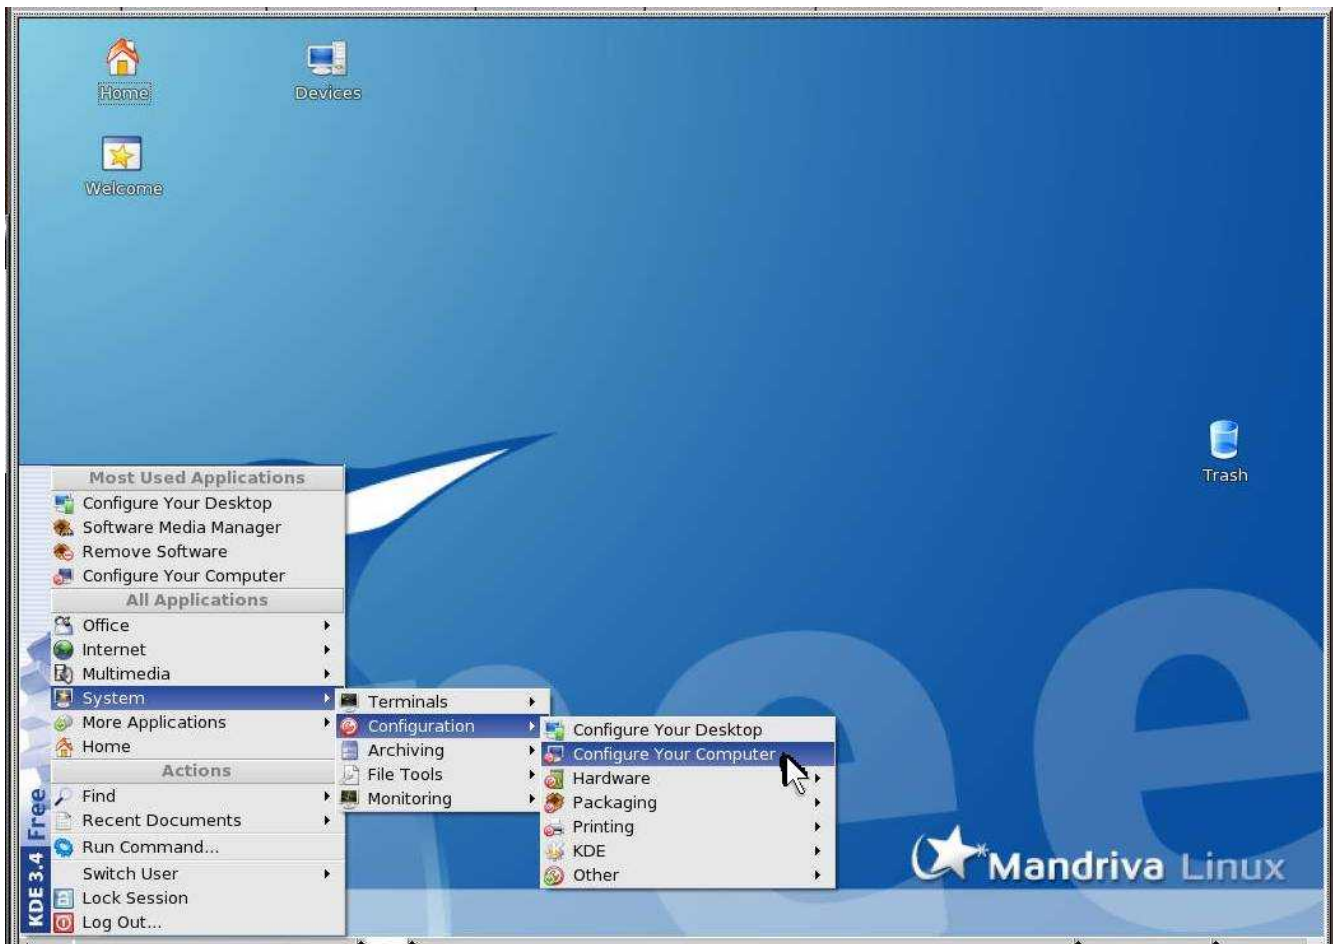 Home
Devices
Welcome
Trash
Most Used Applications
Configure Your Desktop
Software Media Manager
Remove Software
Configure Your Computer
All Applications
Office
Internet
Multimedia
System
More Applications
Home
Actions
Find
Recent Documents
Run Command...
Switch User
Lock Session
Log Out...
KDE 3.4 Free
Terminals
Configuration
Archiving
File Tools
Monitoring
Configure Your Desktop
Configure Your Computer
Hardware
Packaging
Printing
KDE
Other
ree
Mandriva Linux